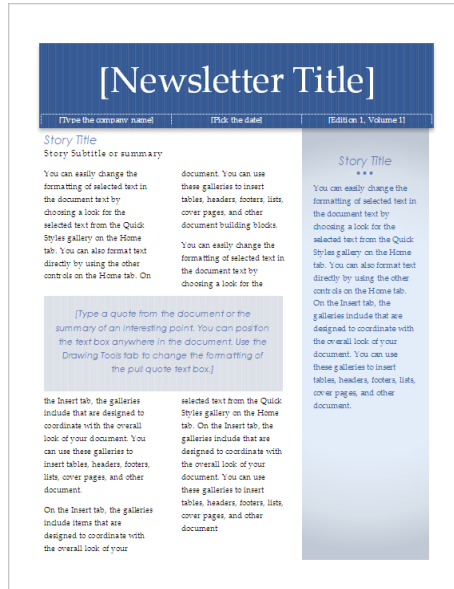 [Newsletter Title]
[Type the company name]
[Pick the date]
[Edition 1, Volume 1]
Story Title
Story Subtitle or summary
You can easily change the
formatting of selected text in
the document text by
choosing a look for the
selected text from the Quick
Styles gallery on the Home
tab. You can also format text
directly by using the other
controls on the Home tab. On
document. You can use
these galleries to insert
tables, headers, footers, lists,
cover pages, and other
document building blocks.
You can easily change the
formatting of selected text in
the document text by
choosing a look for the
[Type a quote from the document or the
summary of an interesting point. You can position
the text box anywhere in the document. Use the
Drawing Tools tab to change the formatting of
the pull quote text box.]
the Insert tab, the galleries
include that are designed to
coordinate with the overall
look of your document. You
can use these galleries to
insert tables, headers, footers,
lists, cover pages, and other
document.
On the Insert tab, the galleries
include items that are
designed to coordinate with
the overall look of your
selected text from the Quick
Styles gallery on the Home
tab. On the Insert tab, the
galleries include that are
designed to coordinate with
the overall look of your
document. You can use
these galleries to insert
tables, headers, footers, lists,
cover pages, and other
document
Story Title
You can easily change the
formatting of selected text in
the document text by
choosing a look for the
selected text from the Quick
Styles gallery on the Home
tab. You can also format text
directly by using the other
controls on the Home tab.
On the Insert tab, the
galleries include that are
designed to coordinate with
the overall look of your
document. You can use
these galleries to insert
tables, headers, footers, lists,
cover pages, and other
document.